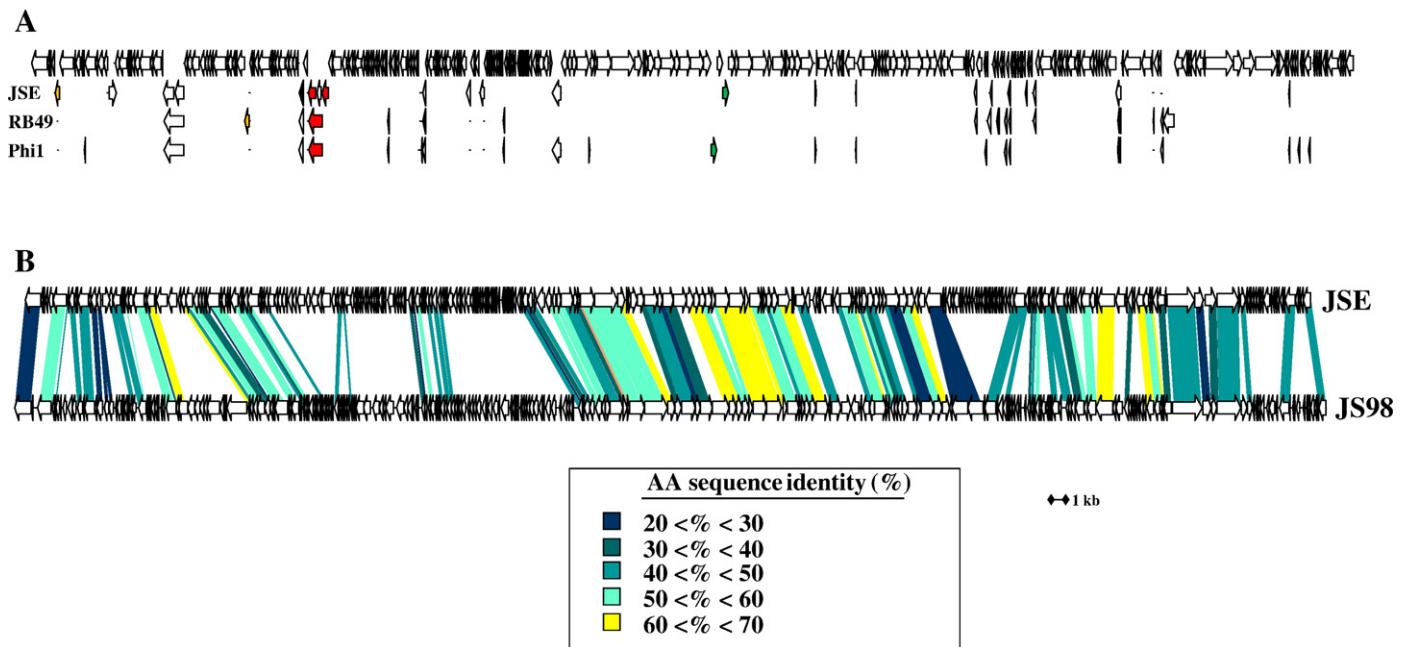 A
JSE
RB49
Phi1
B
JSE
JS98
AA sequence identity (%)
20 <% < 30
30 <% < 40
40 <% < 50
50 <% < 60
60 <% < 70
1 kb